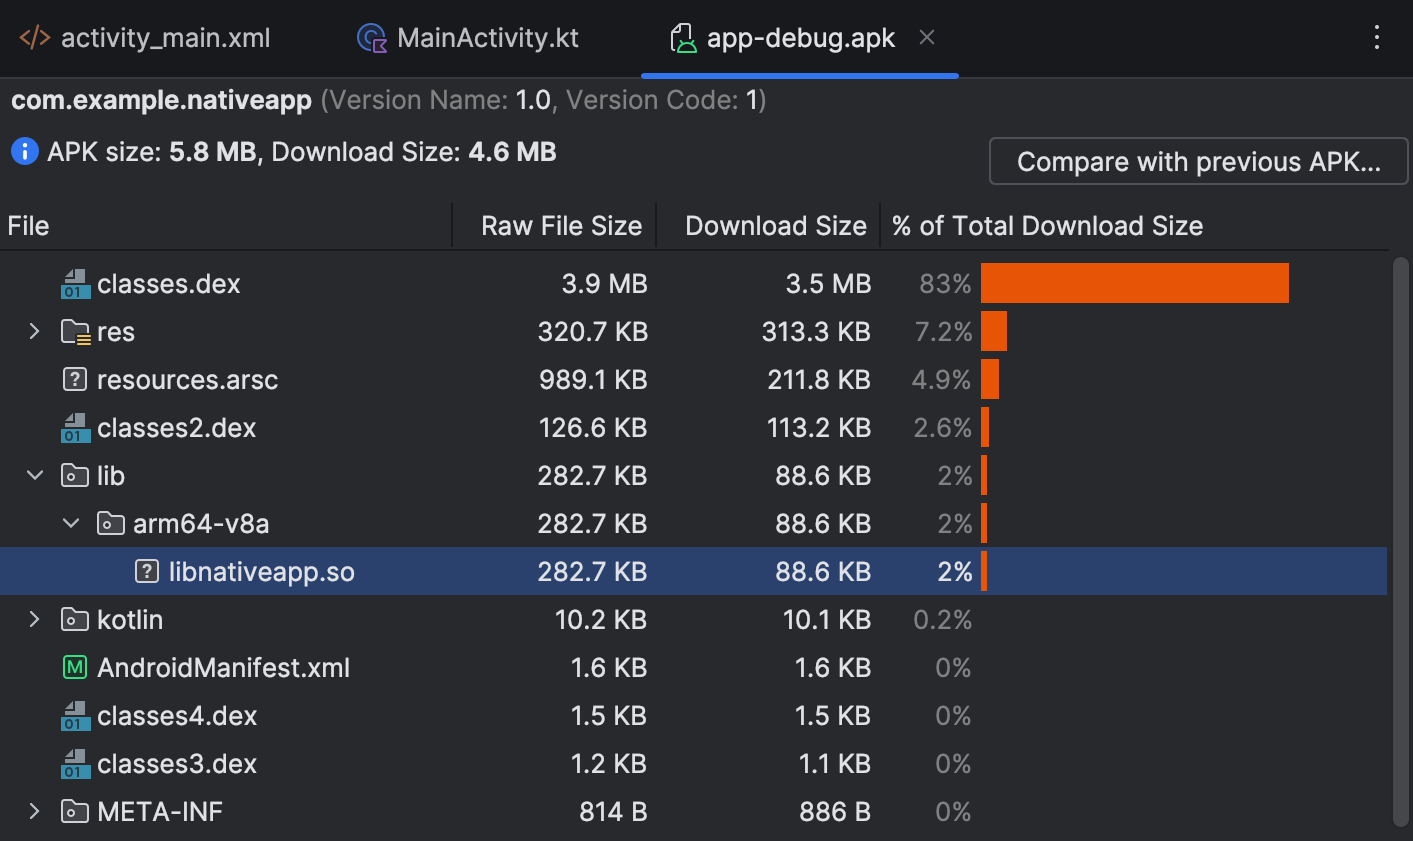 activity_main.xml MainActivity.kt app-debug.apk
com.example.nativeapp (Version Name: 1.0, Version Code: 1)
APK size: 5.8 MB, Download Size: 4.6 MB
Compare with previous APK...
File Raw File Size Download Size % of Total Download Size
classes.dex 3.9 MB 3.5 MB 83%
res 320.7 KB 313.3 KB 7.2%
resources.arsc 989.1 KB 211.8 KB 4.9%
classes2.dex 126.6 KB 113.2 KB 2.6%
lib 282.7 KB 88.6 KB 2%
arm64-v8a 282.7 KB 88.6 KB 2%
libnativeapp.so 282.7 KB 88.6 KB 2%
kotlin 10.2 KB 10.1 KB 0.2%
AndroidManifest.xml 1.6 KB 1.6 KB 0%
classes4.dex 1.5 KB 1.5 KB 0%
classes3.dex 1.2 KB 1.1 KB 0%
META-INF 814 B 886 B 0%